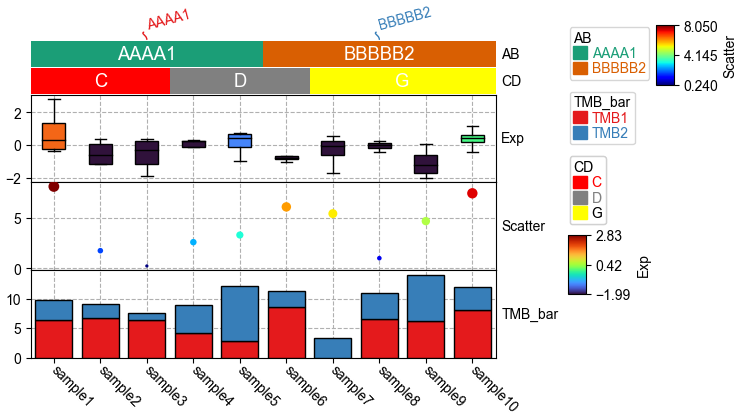 AAAA1 BBBBB2
AAAA1 BBBBB2 AB
C D G CD
2
0 Exp
−2
5 Scatter
0
10
5 TMB_bar
0
sample1 sample2 sample3 sample4 sample5 sample6 sample7 sample8 sample9 sample10
AB
AAAA1
BBBBB2
8.050
4.145
0.240
Scatter
TMB_bar
TMB1
TMB2
CD
C
D
G
2.83
0.42
−1.99
Exp